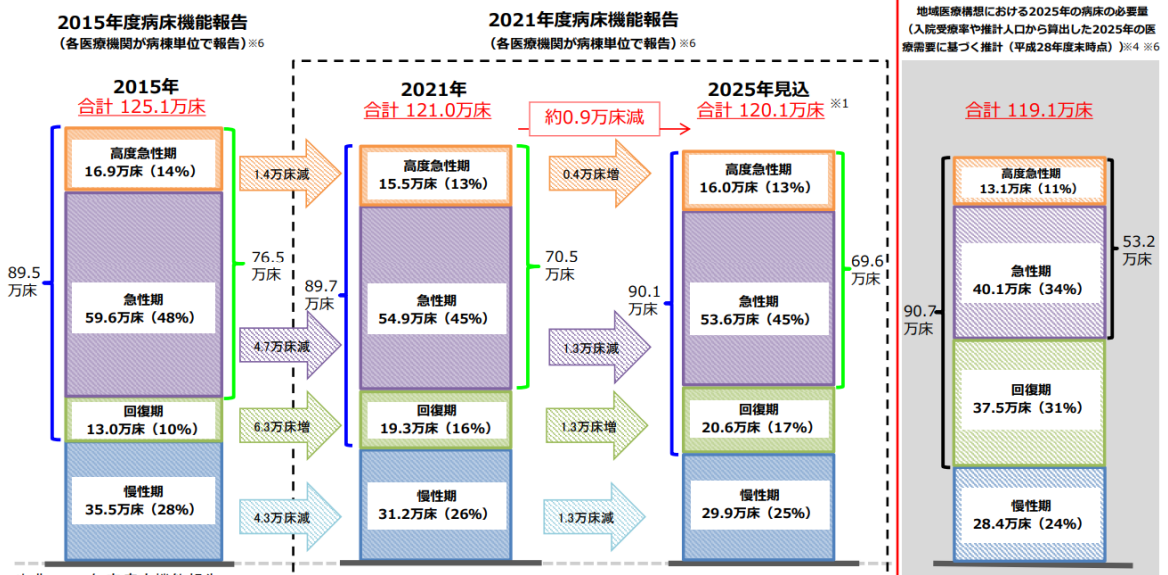 2015年度病床機能報告
(各医療機関が病棟単位で報告)※6
2021年度病床機能報告
(各医療機関が病棟単位で報告)※6
地域医療構想における2025年の病床の必要量
(入院受療率や推計人口から算出した2025年の医
療需要に基づく推計(平成28年度末時点))※4 ※6
2015年
合計 125.1万床
高度急性期
16.9万床(14%)
急性期
59.6万床(48%)
回復期
13.0万床(10%)
慢性期
35.5万床(28%)
89.5
万床
76.5
万床
1.4万床減
4.7万床減
6.3万床増
4.3万床減
2021年
合計 121.0万床
高度急性期
15.5万床(13%)
急性期
54.9万床(45%)
回復期
19.3万床(16%)
慢性期
31.2万床(26%)
89.7
万床
70.5
万床
約0.9万床減
0.4万床増
1.3万床減
1.3万床増
1.3万床減
2025年見込
合計 120.1万床 ※1
高度急性期
16.0万床(13%)
急性期
53.6万床(45%)
回復期
20.6万床(17%)
慢性期
29.9万床(25%)
90.1
万床
69.6
万床
合計 119.1万床
高度急性期
13.1万床(11%)
急性期
40.1万床(34%)
回復期
37.5万床(31%)
慢性期
28.4万床(24%)
90.7
万床
53.2
万床